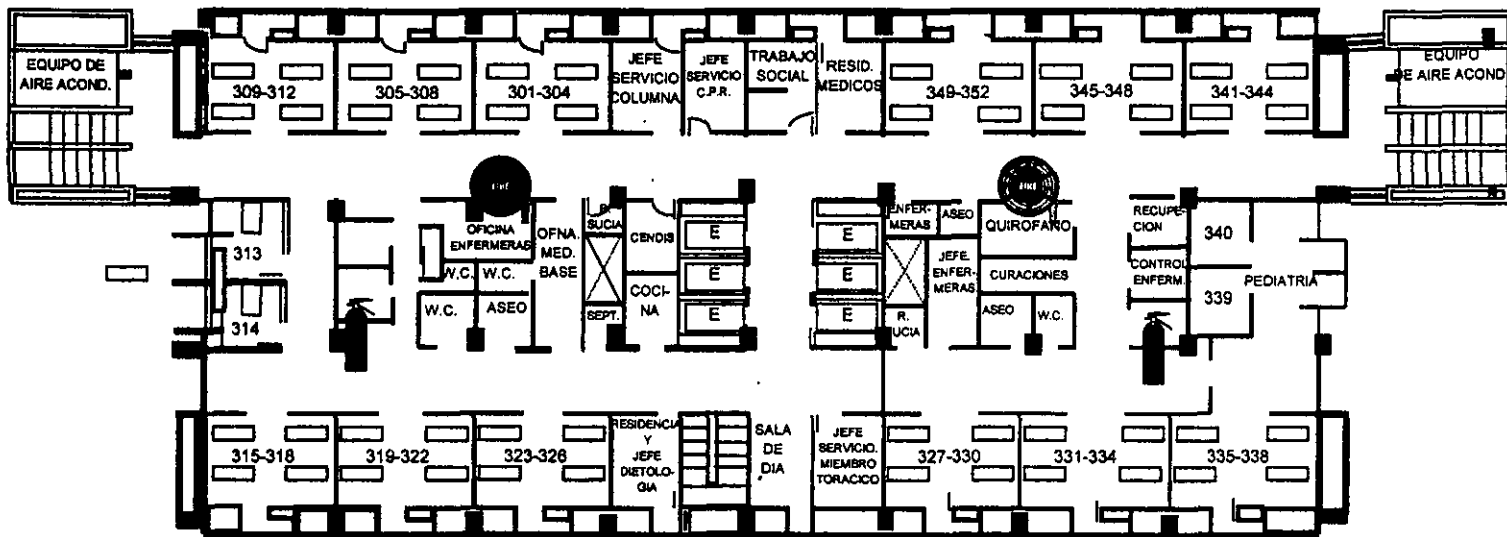 EQUIPO DE
AIRE ACOND.
309-312
305-308
301-304
JEFE
SERVICIO
COLUMNA
JEFE
SERVICIO
C.P.R.
TRABAJO
SOCIAL
RESID.
MEDICOS
349-352
345-348
341-344
EQUIPO
DE AIRE ACOND.
313
314
OFICINA
ENFERMERAS
W.C.
W.C.
W.C.
ASEO
OFNA.
MED.
BASE
R.
SUCIA
SEPT.
CENDIS
COCI-
NA
E
E
E
E
E
E
ENFER-
MERAS
ASEO
JEFE.
ENFER-
MERAS
R.
UCIA
QUIROFANO
CURACIONES
ASEO
W.C.
RECUPE-
CION
CONTROL
ENFERM.
340
339
PEDIATRIA
315-318
319-322
323-326
RESIDENCIA
Y
JEFE
DIETOLO-
GIA
SALA
DE
DIA
JEFE
SERVICIO.
MIEMBRO
TORACICO
327-330
331-334
335-338